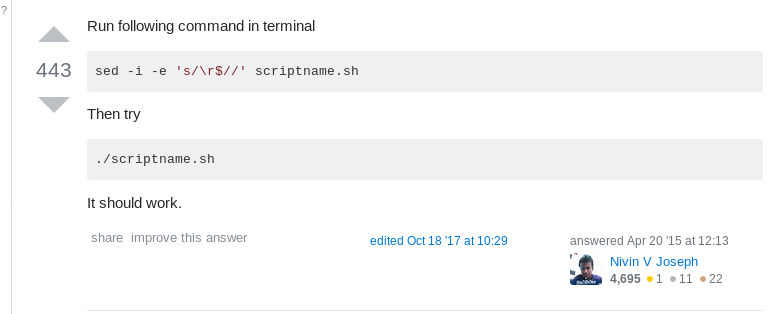 ?
Run following command in terminal
443
sed -i -e 's/\r$//' scriptname.sh
Then try
./scriptname.sh
It should work.
share improve this answer
edited Oct 18 '17 at 10:29
answered Apr 20 '15 at 12:13
Nivin V Joseph
4,695 1 11 22